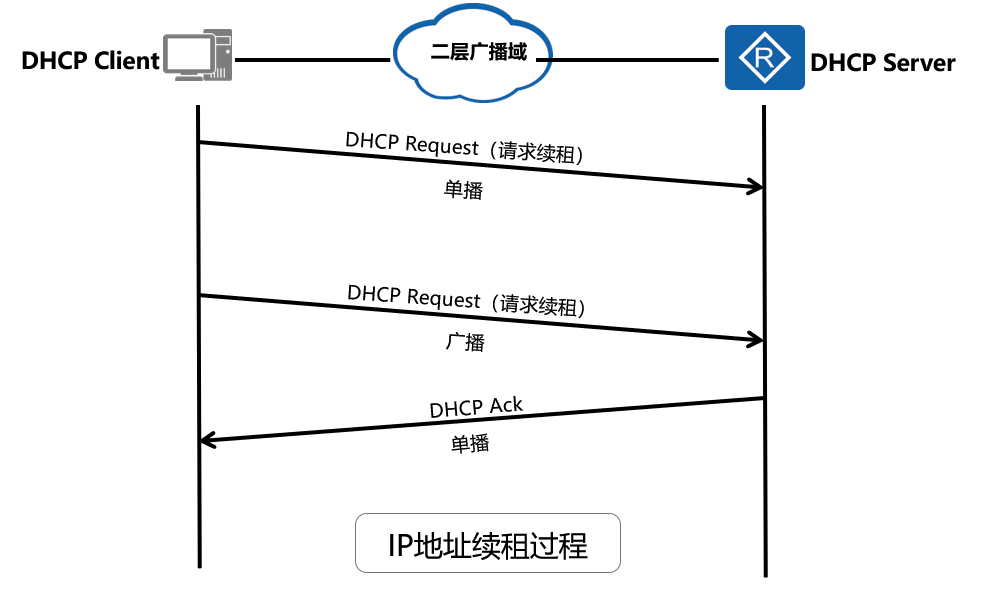 DHCP Client
二层广播域
R
DHCP Server
DHCP Request（请求续租）
单播
DHCP Request（请求续租）
广播
DHCP Ack
单播
IP地址续租过程